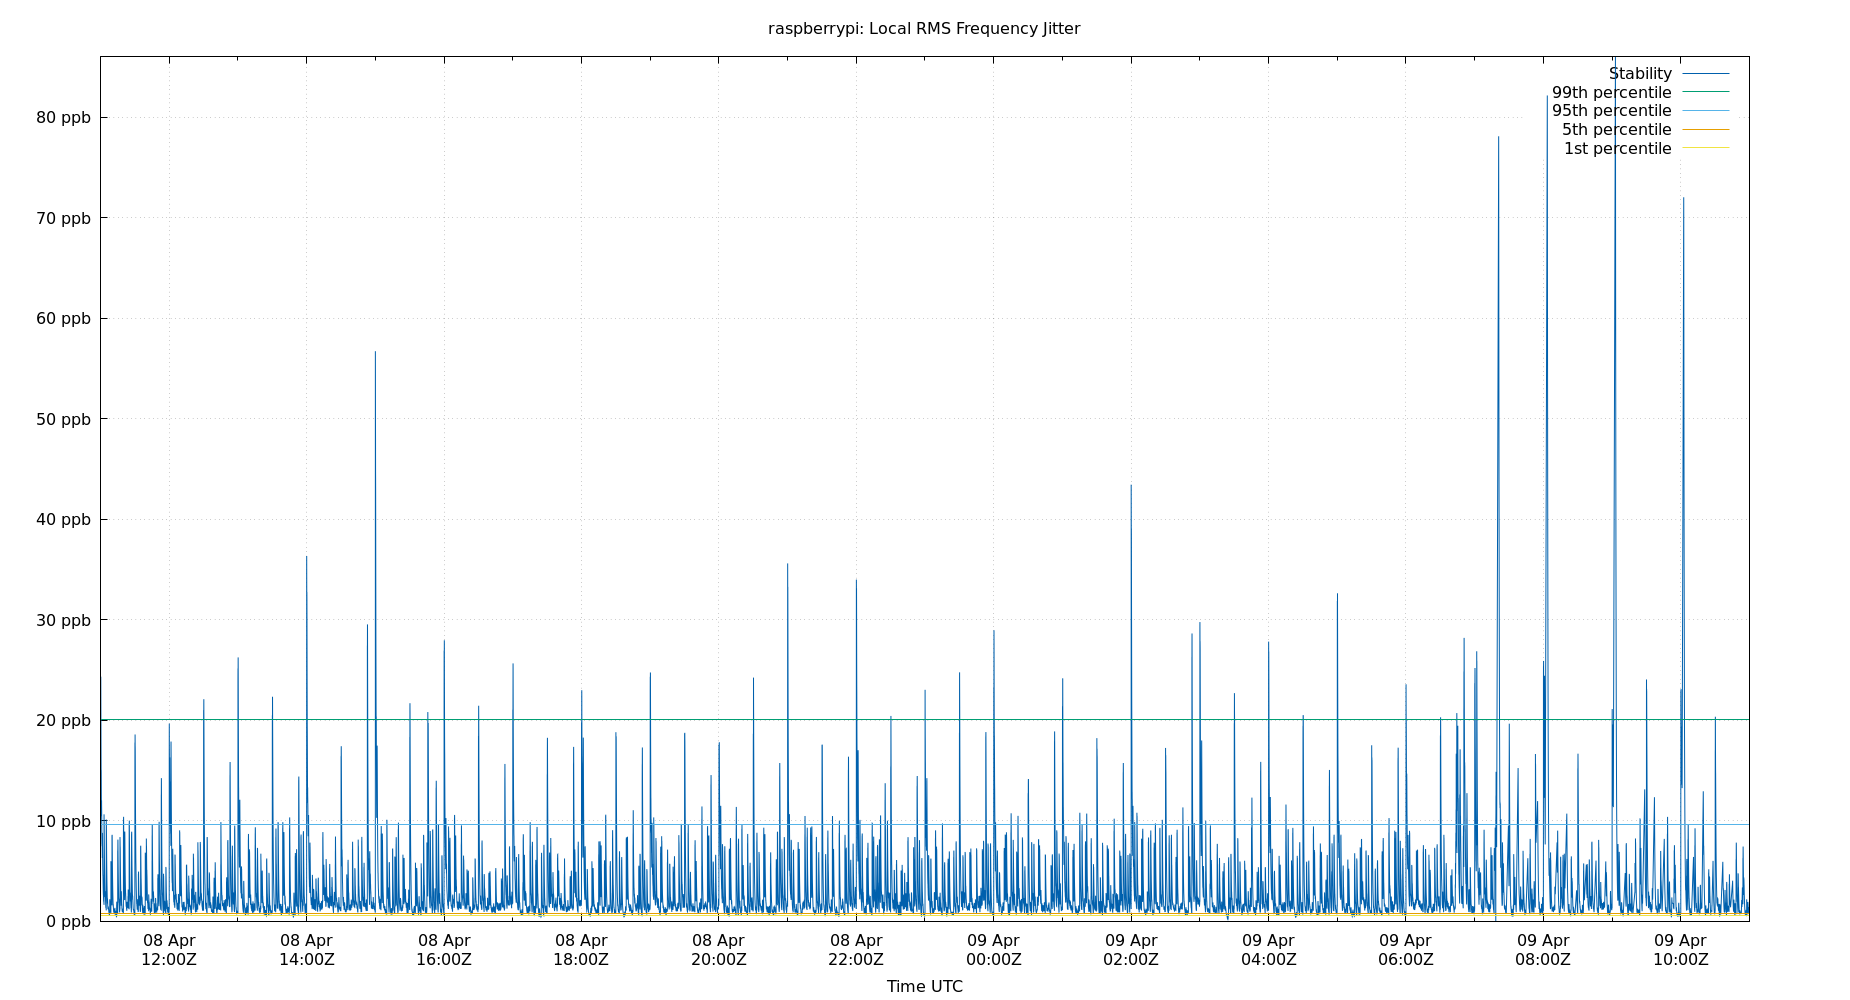 raspberrypi: Local RMS Frequency Jitter
Stability
99th percentile
95th percentile
5th percentile
1st percentile
80 ppb
70 ppb
60 ppb
50 ppb
40 ppb
30 ppb
20 ppb
10 ppb
0 ppb
08 Apr 08 Apr 08 Apr 08 Apr 08 Apr 08 Apr 09 Apr 09 Apr 09 Apr 09 Apr 09 Apr 09 Apr
12:00Z 14:00Z 16:00Z 18:00Z 20:00Z 22:00Z 00:00Z 02:00Z 04:00Z 06:00Z 08:00Z 10:00Z
Time UTC